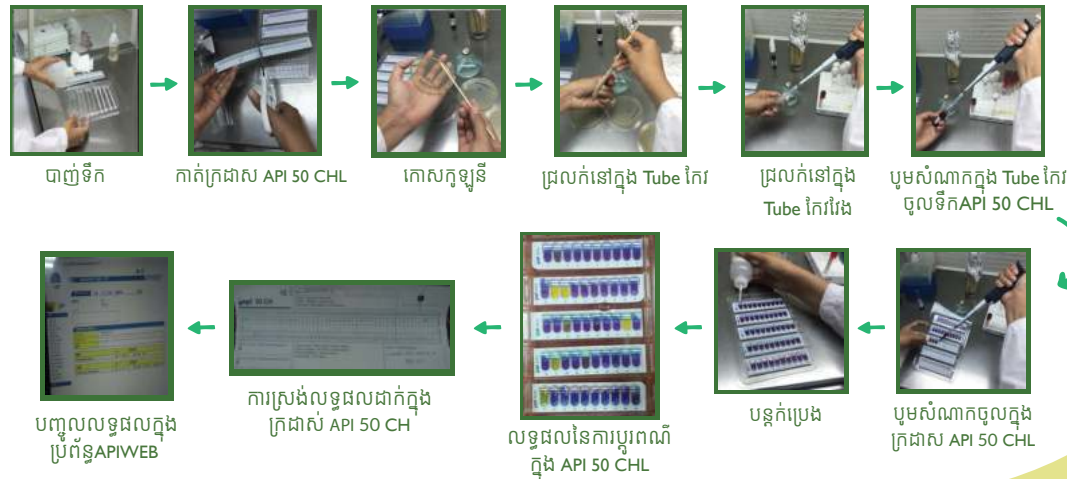 បាញ់ទឹក
កាត់ក្រដាស API 50 CHL
កោសកូឡូនី
ជ្រលក់នៅក្នុង Tube កែវ
ជ្រលក់នៅក្នុង
Tube កែវវែង
បូមសំណាកក្នុង Tube កែវ
ចូលទឹកAPI 50 CHL
បូមសំណាកចូលក្នុង
ក្រដាស API 50 CHL
បន្តក់ប្រេង
លទ្ធផលនៃការប្តូរពណ៌
ក្នុង API 50 CHL
ការស្រង់លទ្ធផលដាក់ក្នុង
ក្រដាស់ API 50 CH
បញ្ចូលលទ្ធផលក្នុង
ប្រព័ន្ធAPIWEB